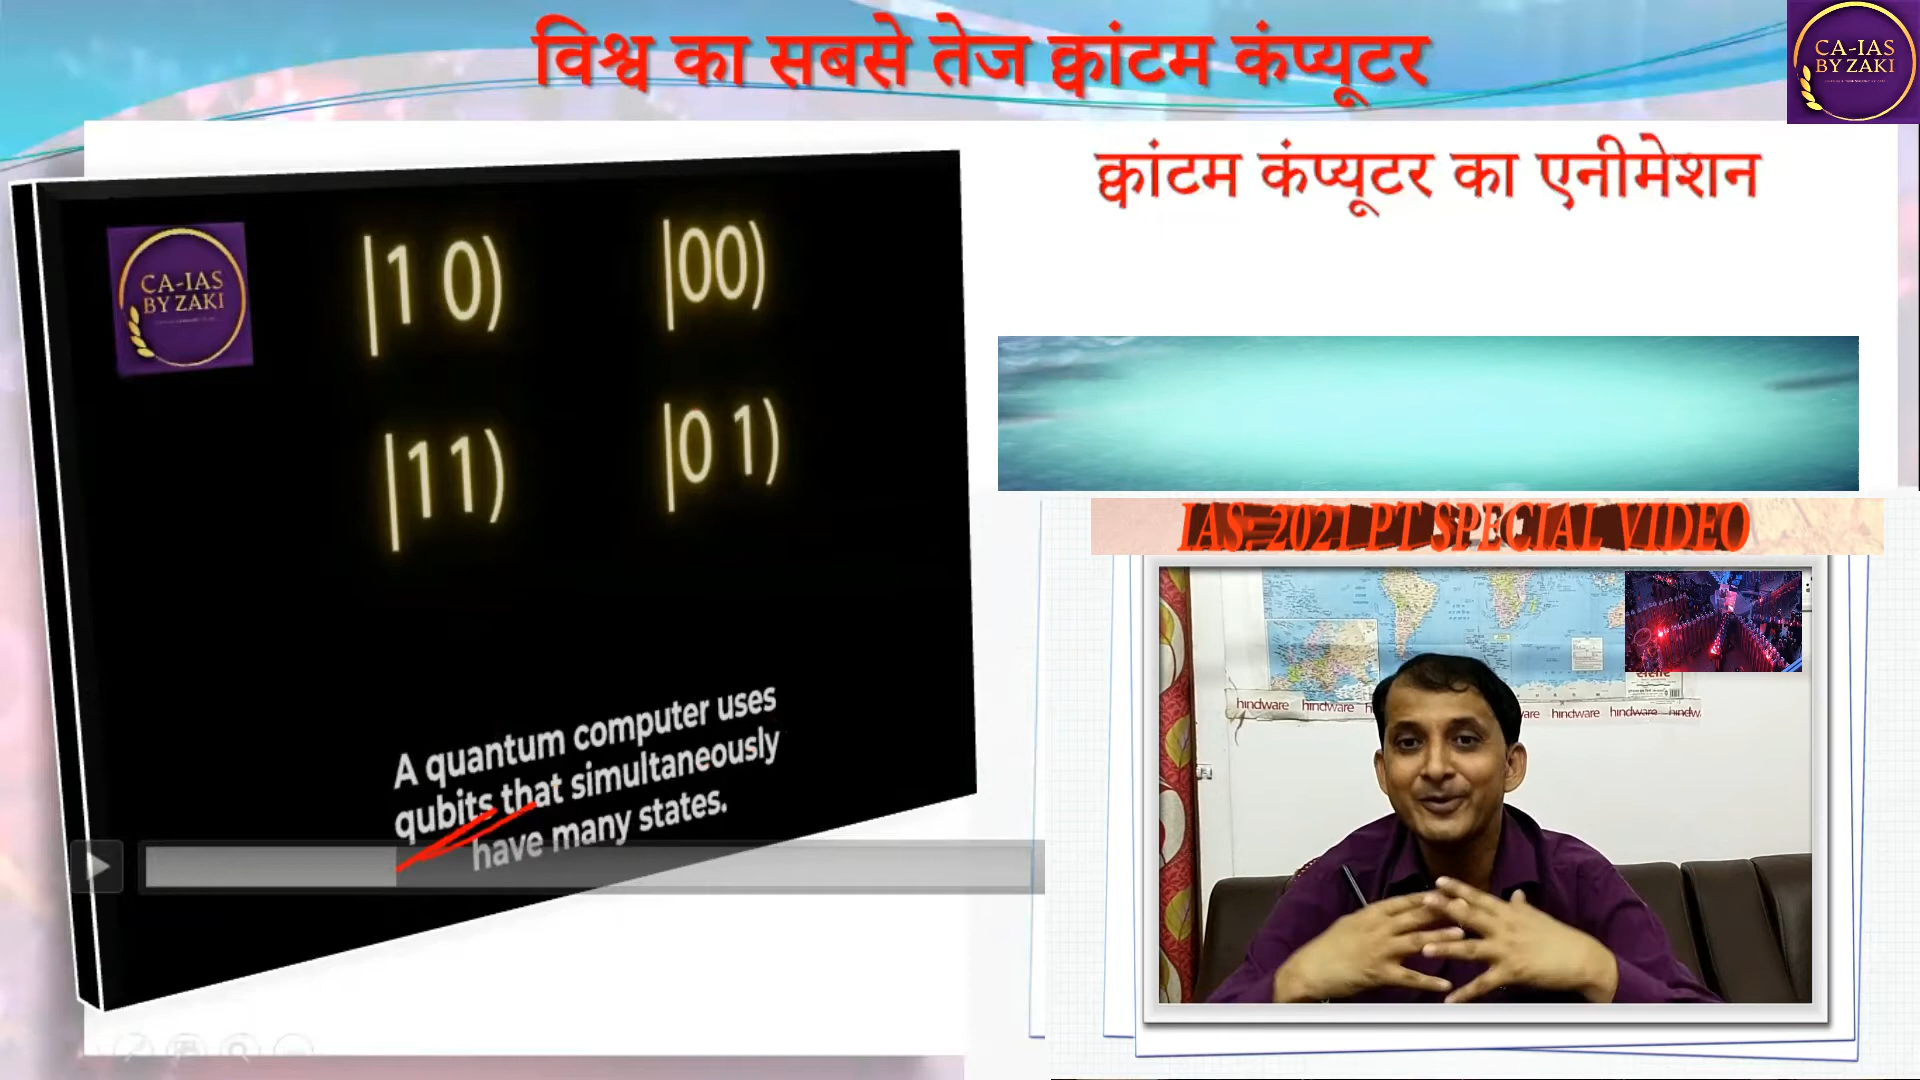 विश्व का सबसे तेज क्वांटम कंप्यूटर
CA-IAS
BY ZAKI
क्वांटम कंप्यूटर का एनीमेशन
CA-IAS
BY ZAKI
|1 0)
|00)
|11)
|0 1)
A quantum computer uses
qubits that simultaneously
have many states.
IAS: 2021 PT SPECIAL VIDEO
hindware hindware hindware hindware